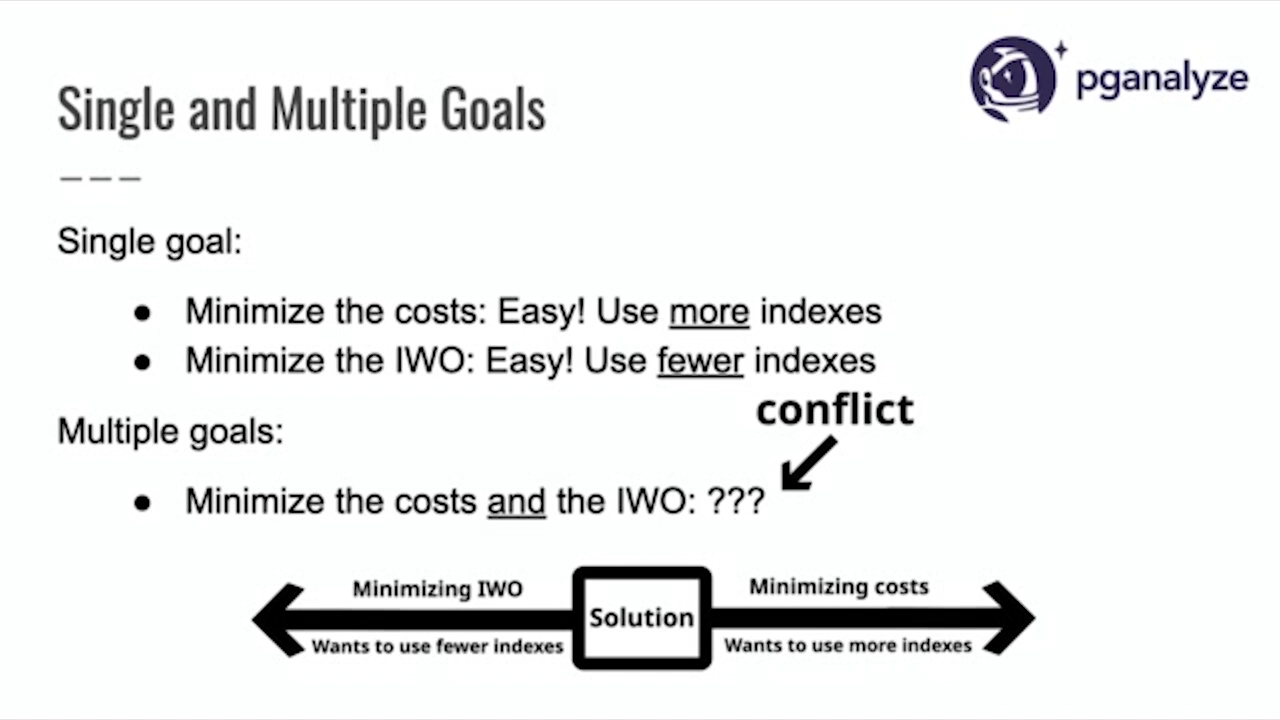 pganalyze
Single and Multiple Goals
Single goal:
● Minimize the costs: Easy! Use more indexes
● Minimize the IWO: Easy! Use fewer indexes
conflict
Multiple goals:
● Minimize the costs and the IWO: ???
Minimizing IWO
Wants to use fewer indexes
Solution
Minimizing costs
Wants to use more indexes